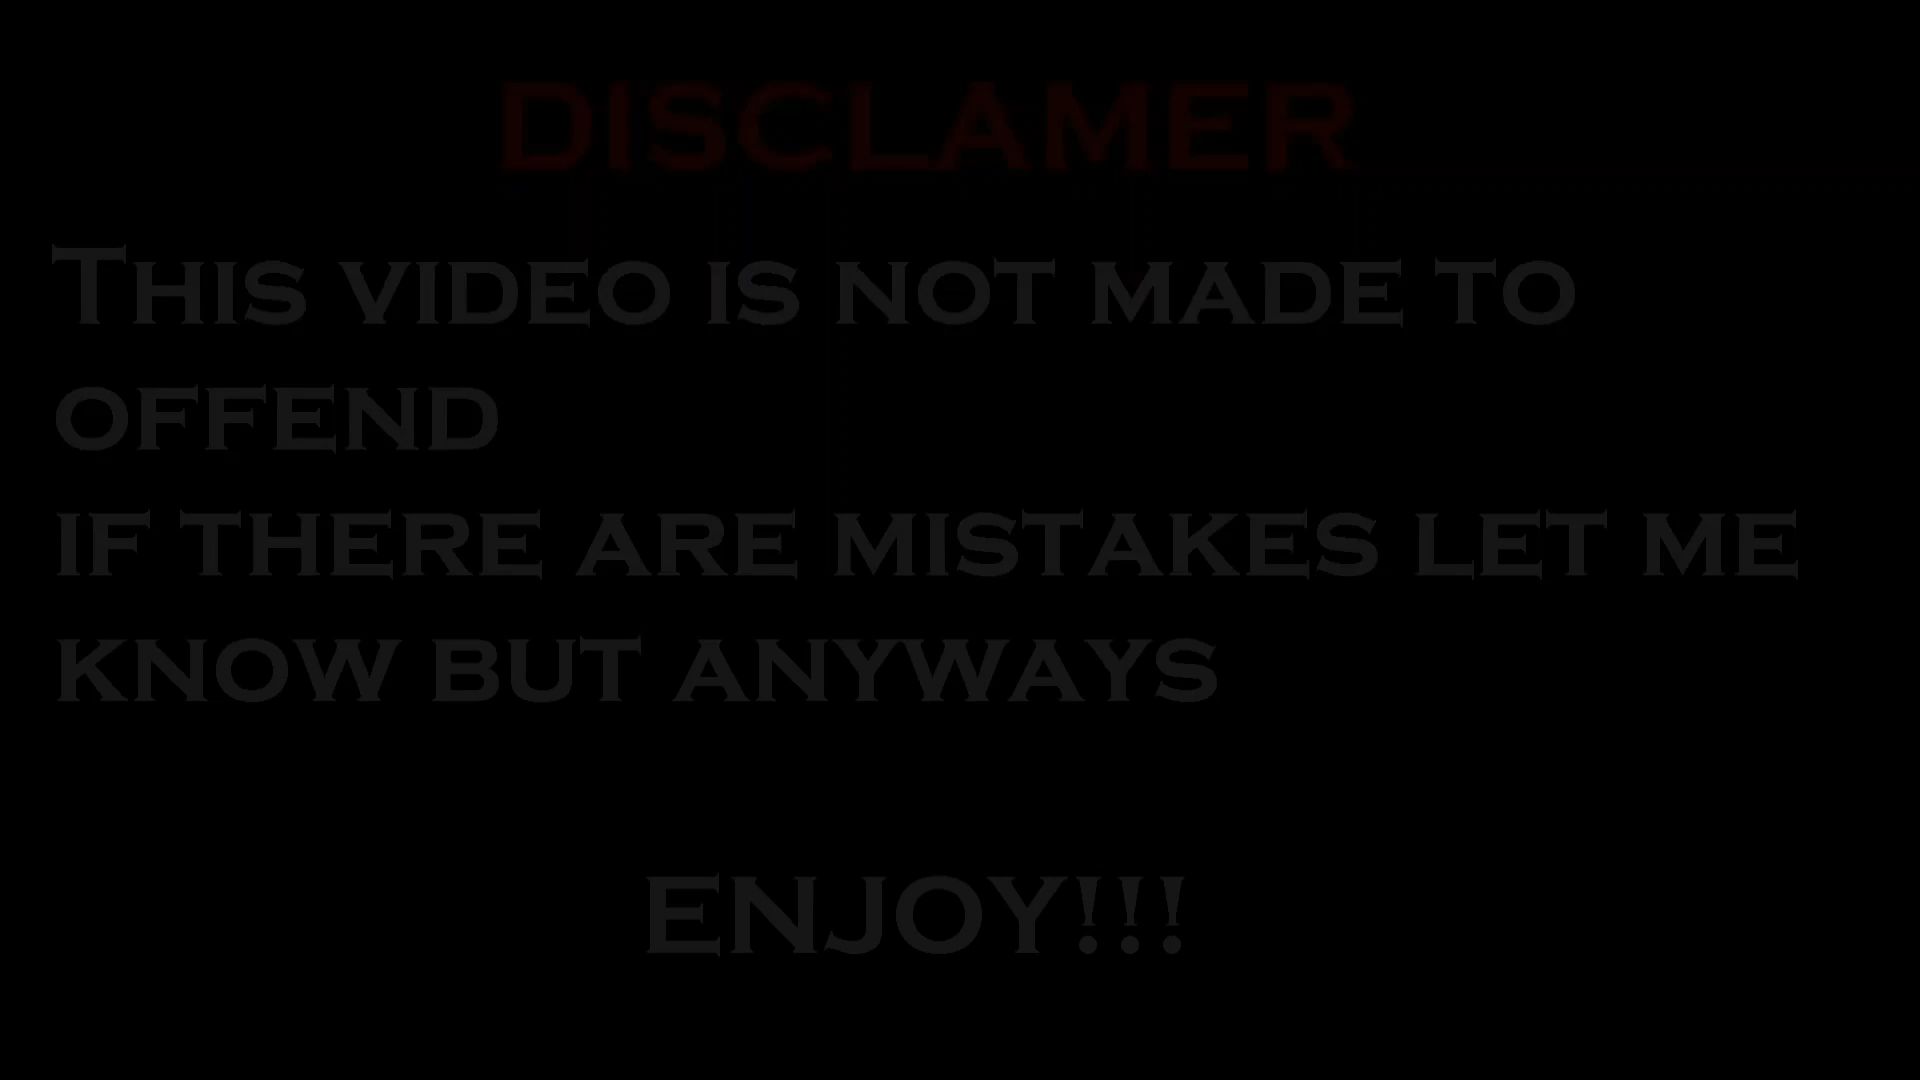 DISCLAMER
THIS VIDEO IS NOT MADE TO
OFFEND
IF THERE ARE MISTAKES LET ME
KNOW BUT ANYWAYS
ENJOY!!!